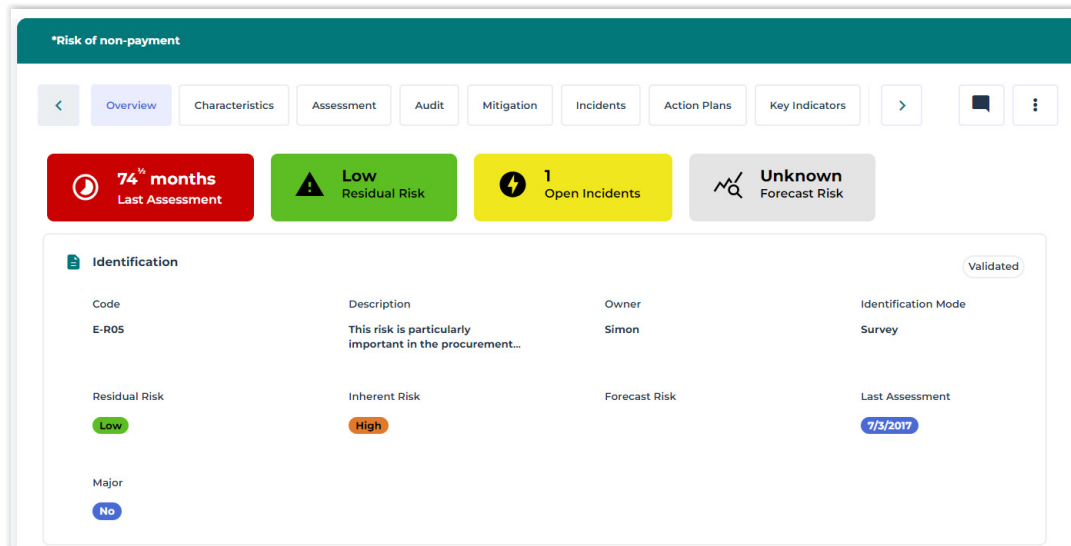 *Risk of non-payment
Overview
Characteristics
Assessment
Audit
Mitigation
Incidents
Action Plans
Key Indicators
74½ months
Last Assessment
Low
Residual Risk
1
Open Incidents
Unknown
Forecast Risk
Identification
Validated
Code
Description
Owner
Identification Mode
E-R05
This risk is particularly
important in the procurement...
Simon
Survey
Residual Risk
Inherent Risk
Forecast Risk
Last Assessment
Low
High
7/3/2017
Major
No